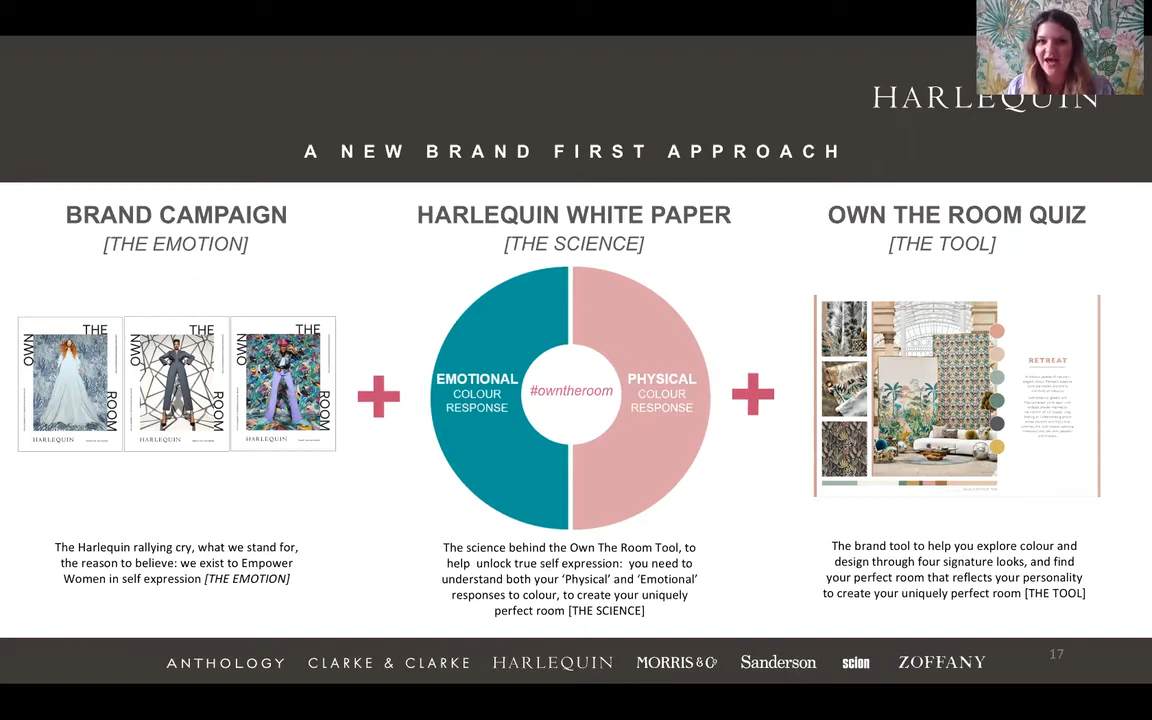 HARLEQUIN
A NEW BRAND FIRST APPROACH
BRAND CAMPAIGN
[THE EMOTION]
OWN
THE
ROOM
HARLEQUIN
OWN
THE
ROOM
HARLEQUIN
OWN
THE
ROOM
HARLEQUIN
The Harlequin rallying cry, what we stand for,
the reason to believe: we exist to Empower
Women in self expression [THE EMOTION]
HARLEQUIN WHITE PAPER
[THE SCIENCE]
EMOTIONAL
COLOUR
RESPONSE
#owntheroom
PHYSICAL
COLOUR
RESPONSE
The science behind the Own The Room Tool, to
help unlock true self expression: you need to
understand both your ‘Physical’ and ‘Emotional’
responses to colour, to create your uniquely
perfect room [THE SCIENCE]
OWN THE ROOM QUIZ
[THE TOOL]
RETREAT
The brand tool to help you explore colour and
design through four signature looks, and find
your perfect room that reflects your personality
to create your uniquely perfect room [THE TOOL]
ANTHOLOGY CLARKE & CLARKE HARLEQUIN MORRIS & Co Sanderson scion ZOFFANY
17